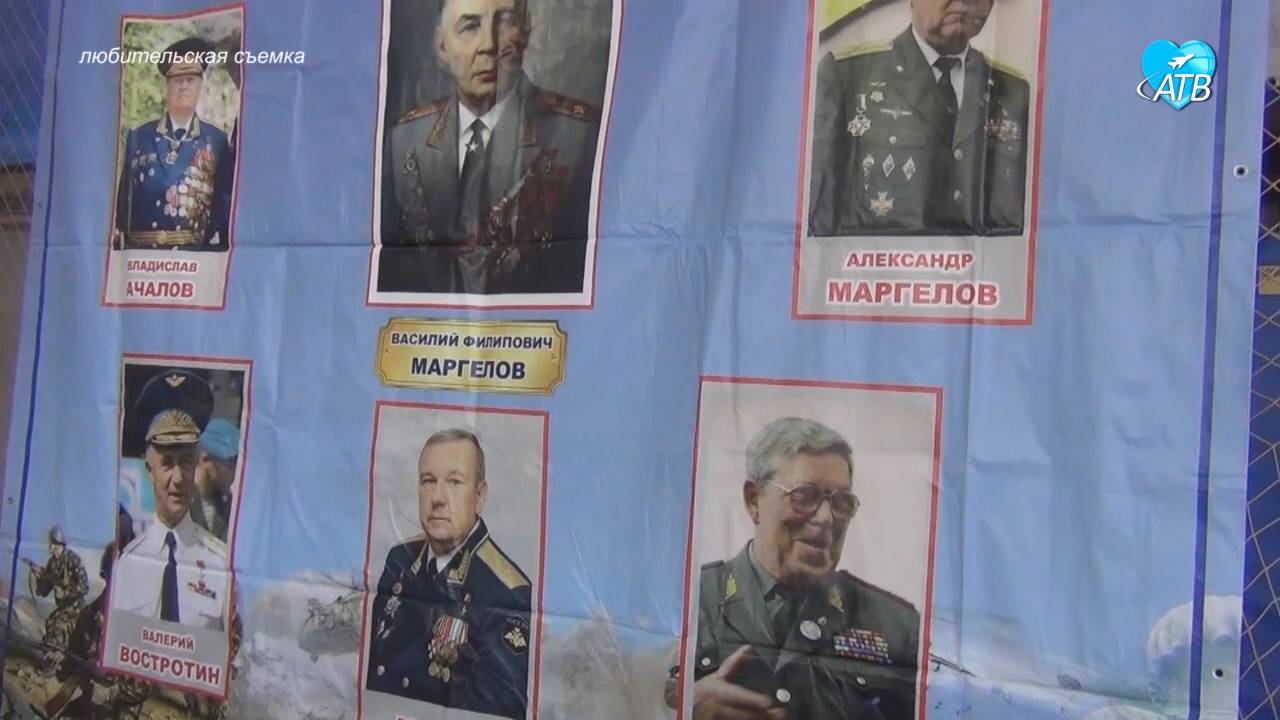 любительская съемка
АТВ
ВЛАДИСЛАВ
АЧАЛОВ
ВАСИЛИЙ ФИЛИПОВИЧ
МАРГЕЛОВ
АЛЕКСАНДР
МАРГЕЛОВ
ВАЛЕРИЙ
ВОСТРОТИН